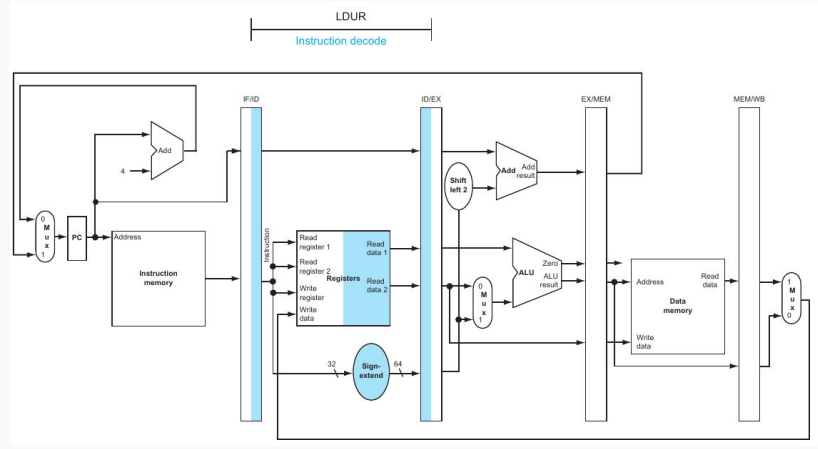 LDUR
Instruction decode
IF/ID
ID/EX
EX/MEM
MEM/WB
Add
4
Shift
left 2
Add
Add
result
0
M
u
x
1
PC
Address
Instruction
memory
Instruction
Read
register 1
Read
register 2
Write
register
Write
data
Registers
Read
data 1
Read
data 2
0
M
u
x
1
ALU
Zero
ALU
result
Address
Read
data
Data
memory
Write
data
1
M
u
x
0
32
Sign-
extend
64